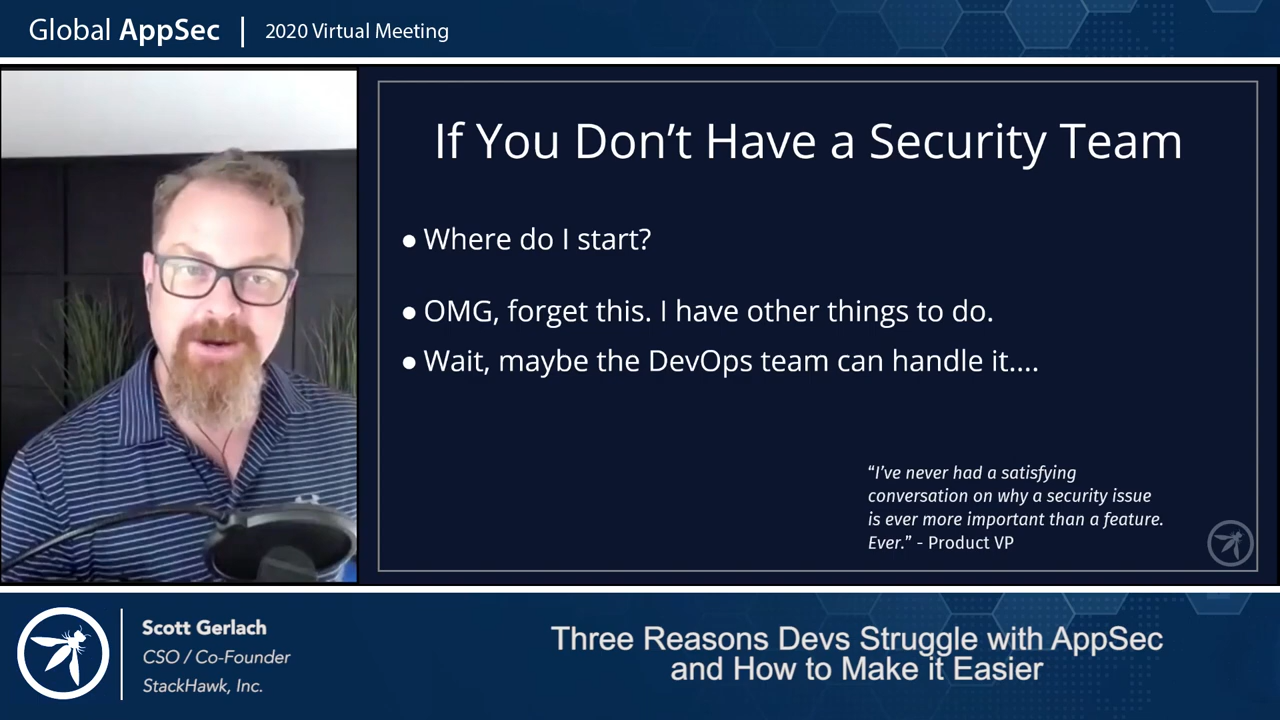 Global AppSec | 2020 Virtual Meeting
If You Don’t Have a Security Team
● Where do I start?
● OMG, forget this. I have other things to do.
● Wait, maybe the DevOps team can handle it....
“I’ve never had a satisfying
conversation on why a security issue
is ever more important than a feature.
Ever.” - Product VP
Scott Gerlach
CSO / Co-Founder
StackHawk, Inc.
Three Reasons Devs Struggle with AppSec
and How to Make it Easier